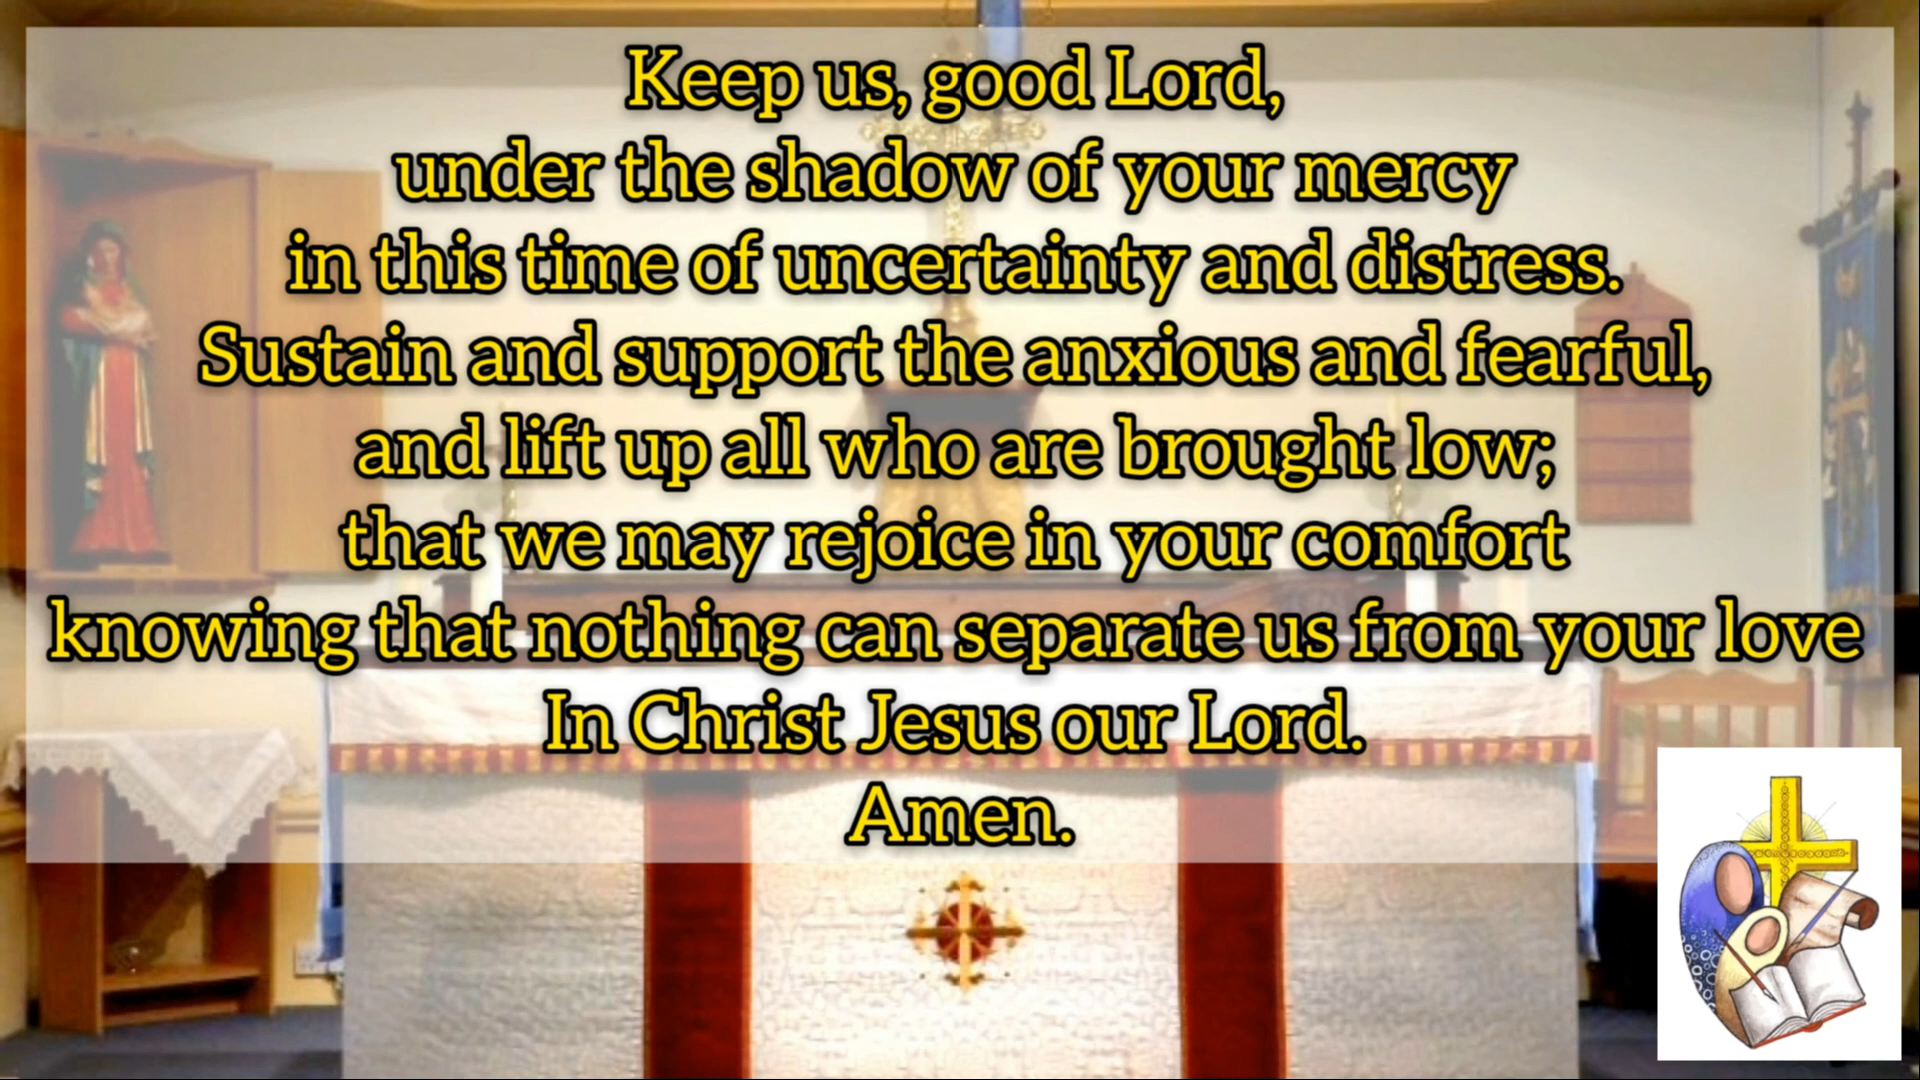 Keep us, good Lord,
under the shadow of your mercy
in this time of uncertainty and distress.
Sustain and support the anxious and fearful,
and lift up all who are brought low;
that we may rejoice in your comfort
knowing that nothing can separate us from your love
In Christ Jesus our Lord.
Amen.